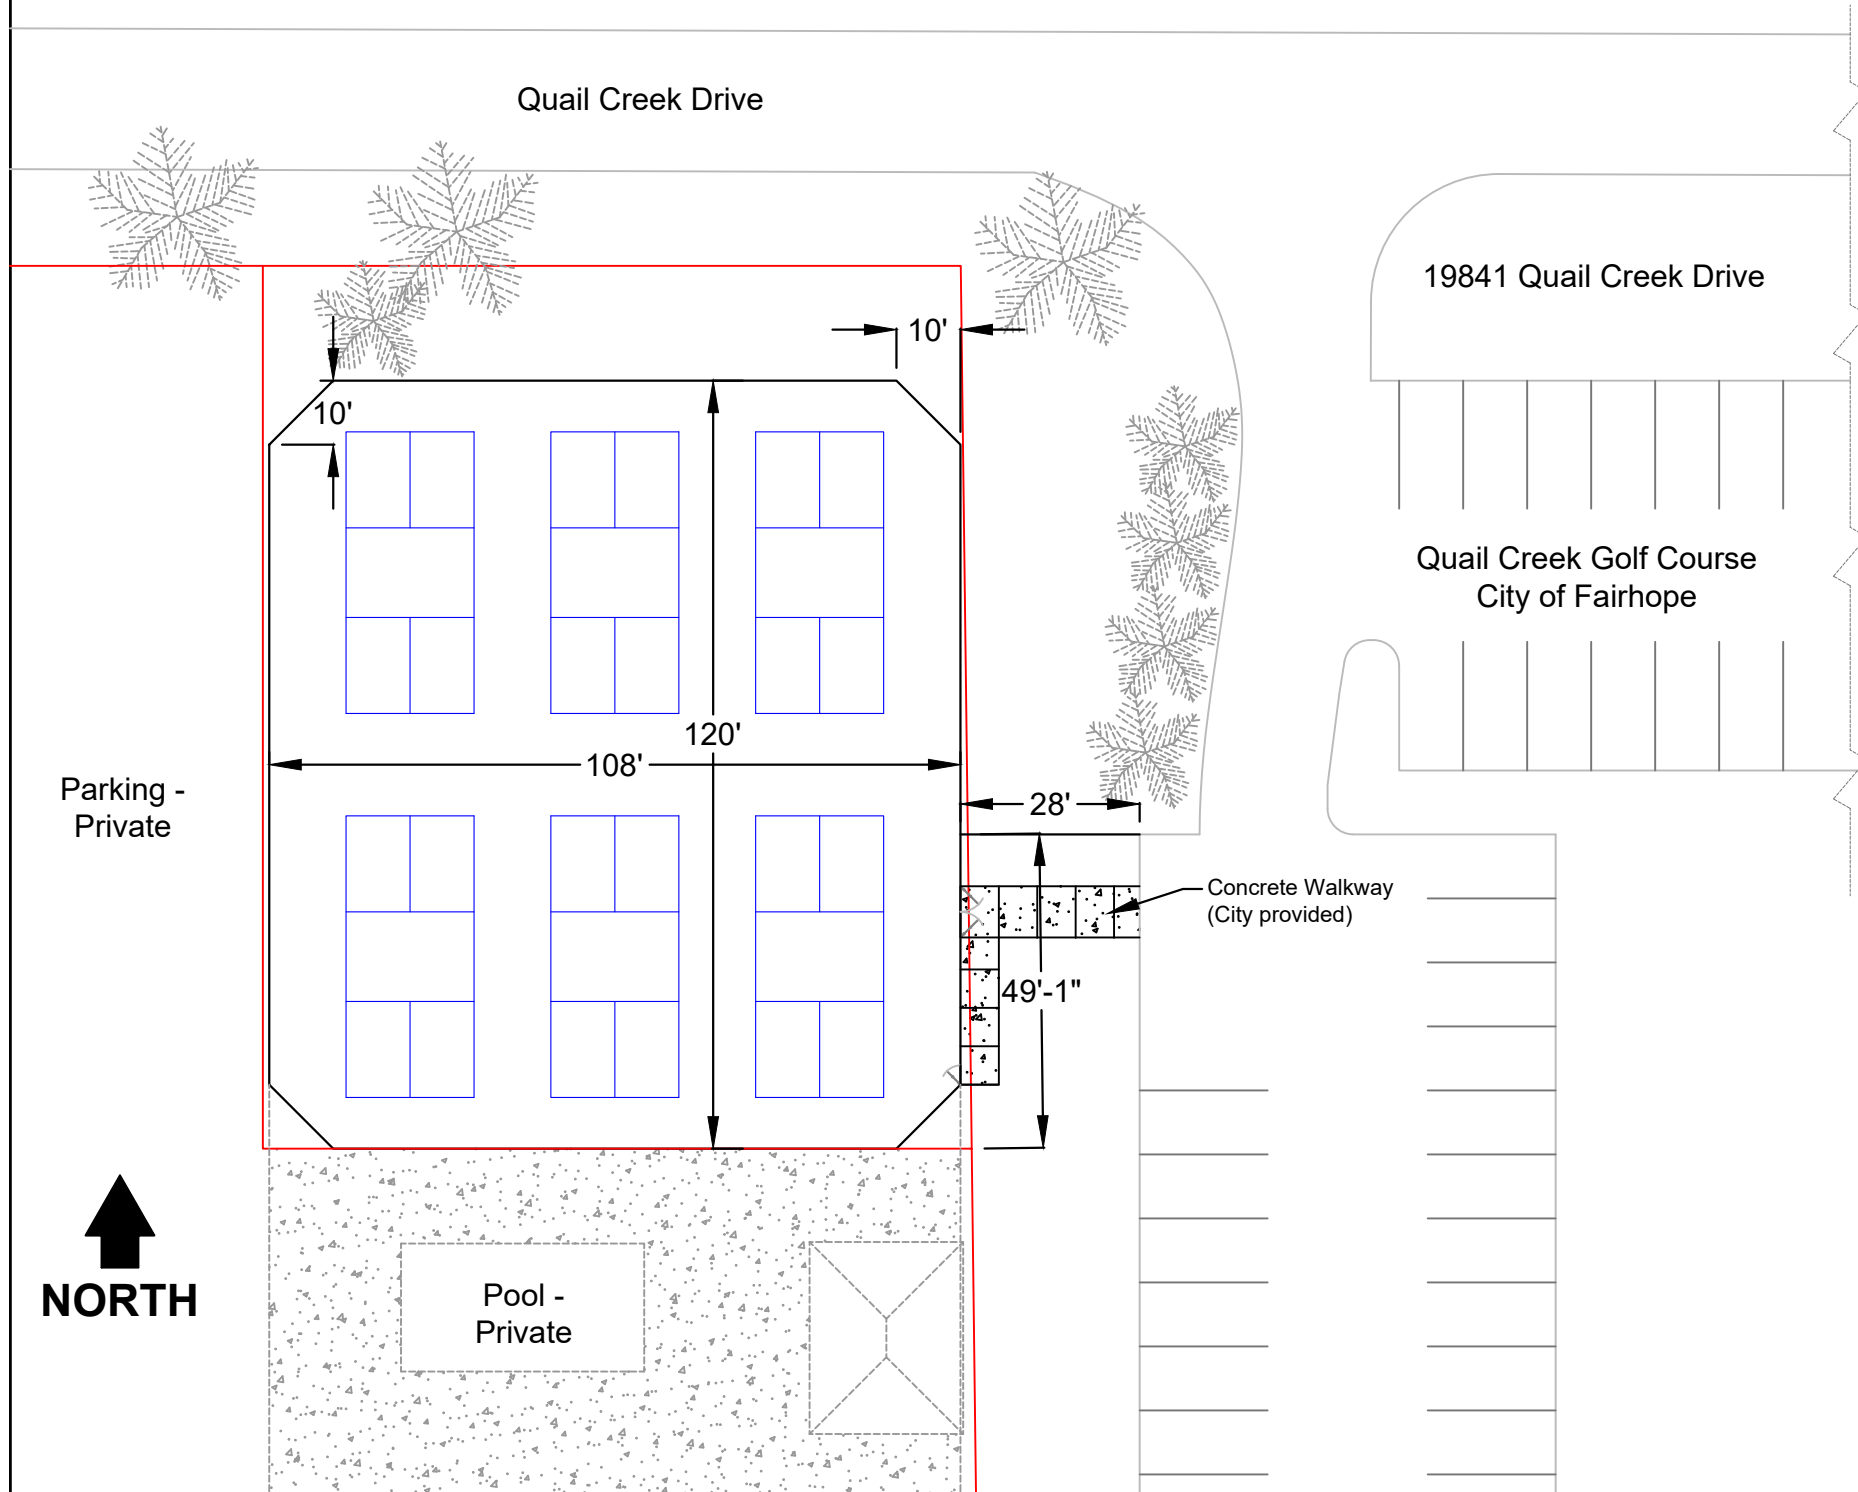 Quail Creek Drive
19841 Quail Creek Drive
10'
10'
Quail Creek Golf Course
City of Fairhope
120'
108'
Parking -
Private
28'
Concrete Walkway
(City provided)
49'-1"
NORTH
Pool -
Private